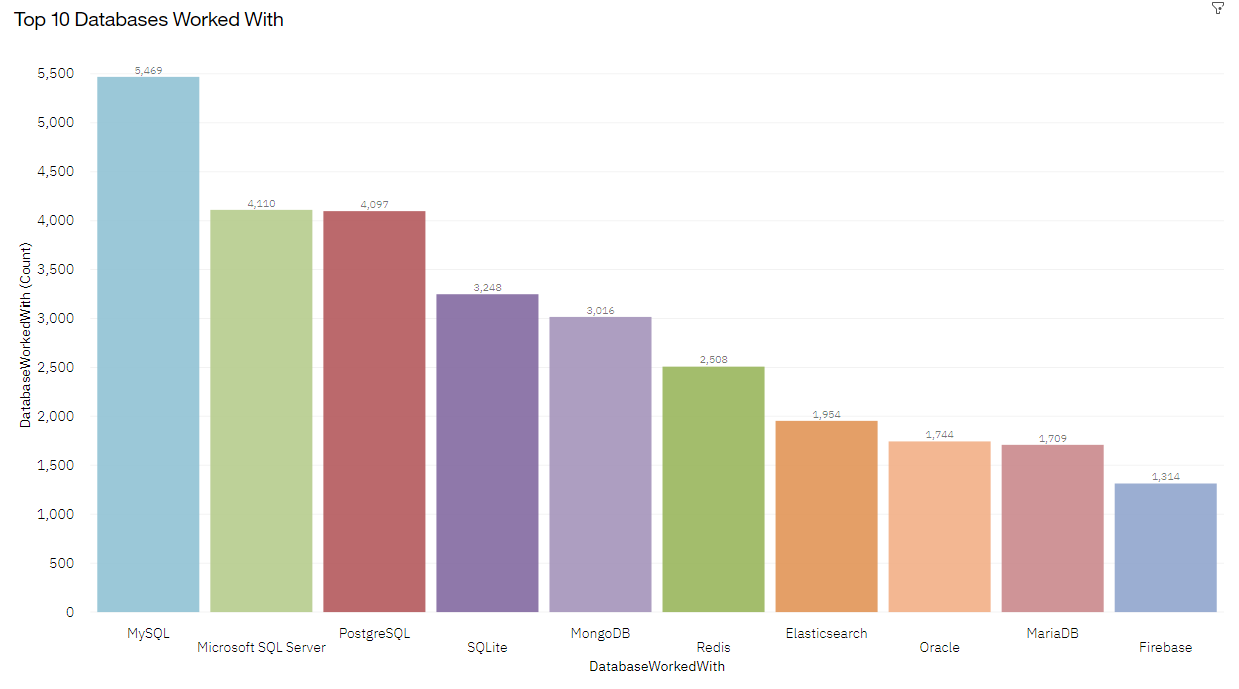 Top 10 Databases Worked With
DatabaseWorkedWith (Count)
5,500
5,000
4,500
4,000
3,500
3,000
2,500
2,000
1,500
1,000
500
0
5,469
4,110
4,097
3,248
3,016
2,508
1,954
1,744
1,709
1,314
MySQL
Microsoft SQL Server
PostgreSQL
SQLite
MongoDB
Redis
Elasticsearch
Oracle
MariaDB
Firebase
DatabaseWorkedWith